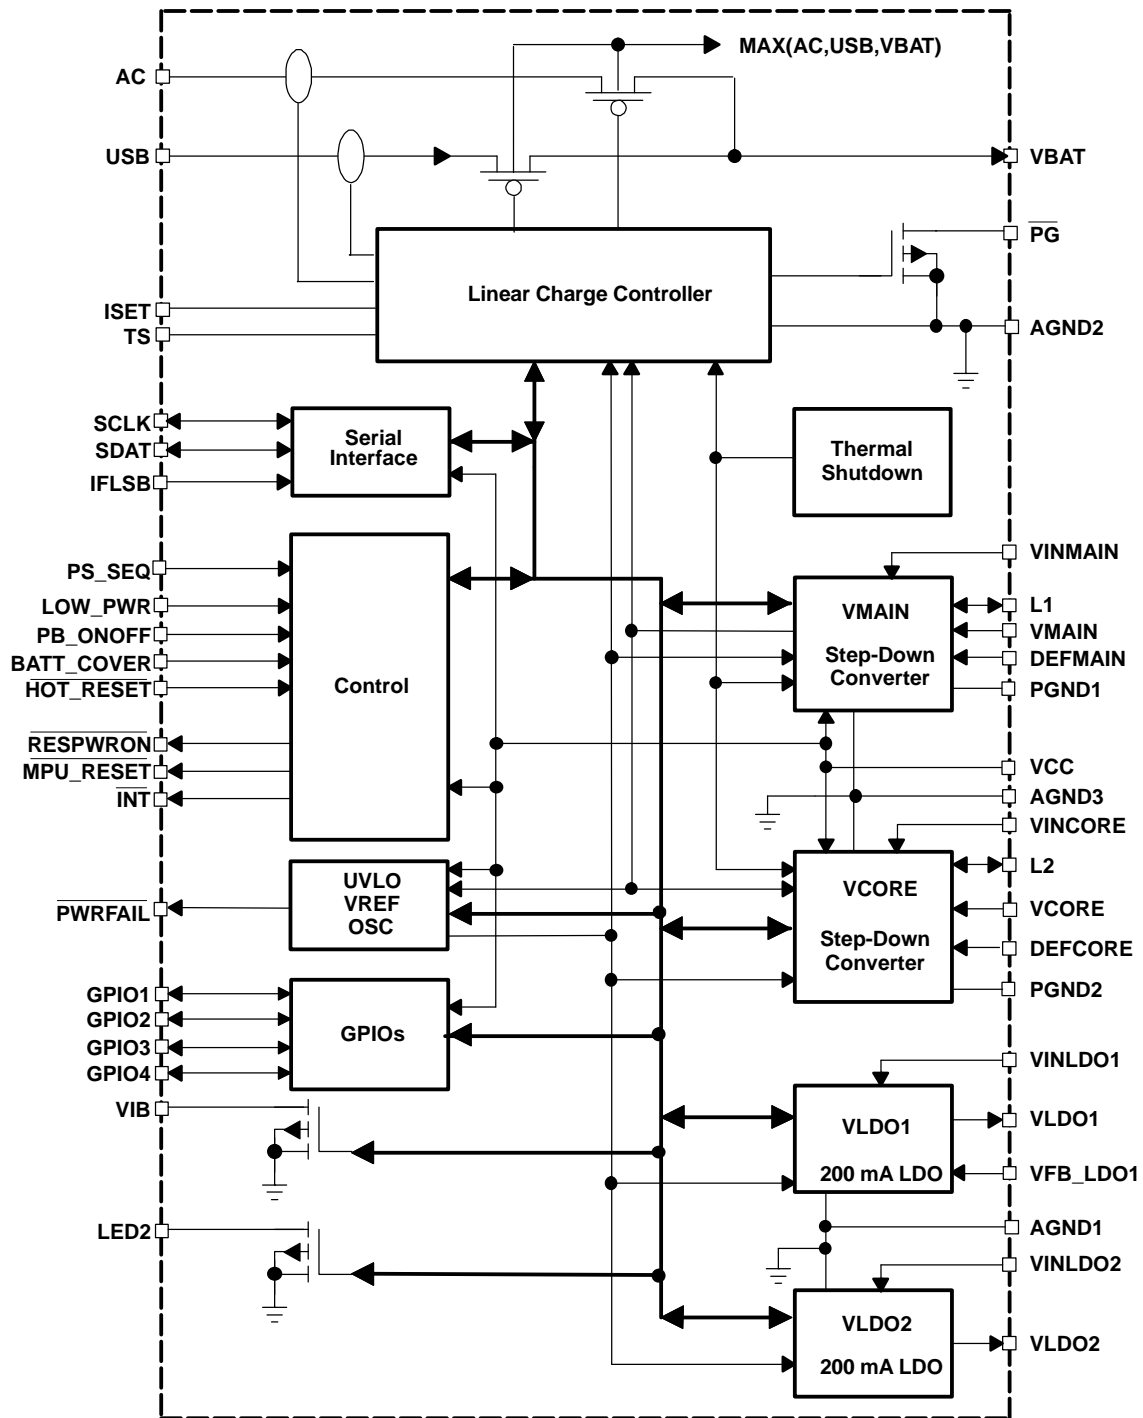 MAX(AC,USB,VBAT)
AC
USB
VBAT
PG
Linear Charge Controller
ISET
TS
AGND2
SCLK
SDAT
IFLSB
Serial
Interface
Thermal
Shutdown
PS_SEQ
LOW_PWR
PB_ONOFF
BATT_COVER
HOT_RESET
RESPWRON
MPU_RESET
INT
Control
VINMAIN
VMAIN
Step-Down
Converter
L1
VMAIN
DEFMAIN
PGND1
VCC
AGND3
VINCORE
PWRFAIL
UVLO
VREF
OSC
VCORE
Step-Down
Converter
L2
VCORE
DEFCORE
PGND2
GPIO1
GPIO2
GPIO3
GPIO4
GPIOs
VIB
VINLDO1
VLDO1
200 mA LDO
VLDO1
VFB_LDO1
LED2
AGND1
VINLDO2
VLDO2
200 mA LDO
VLDO2